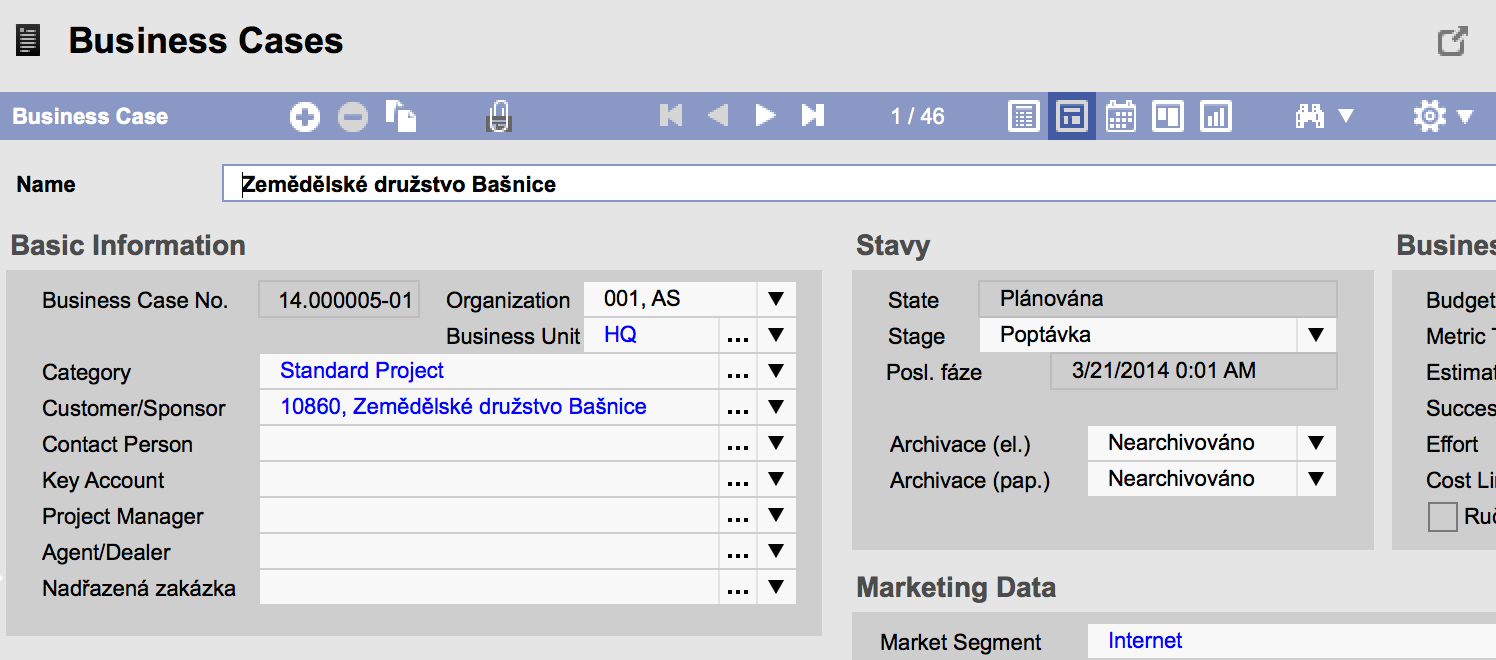 Business Cases
Business Case
1 / 46
Name
Zemědělské družstvo Bašnice
Basic Information
Business Case No. 14.000005-01 Organization 001, AS
Business Unit HQ ...
Category Standard Project ...
Customer/Sponsor 10860, Zemědělské družstvo Bašnice ...
Contact Person ...
Key Account ...
Project Manager ...
Agent/Dealer ...
Nadřazená zakázka ...
Stavy
State Plánována
Stage Poptávka
Posl. fáze 3/21/2014 0:01 AM
Archivace (el.) Nearchivováno
Archivace (pap.) Nearchivováno
Marketing Data
Market Segment Internet
Busines
Budget
Metric T
Estimat
Succes
Effort
Cost Li
Ruč